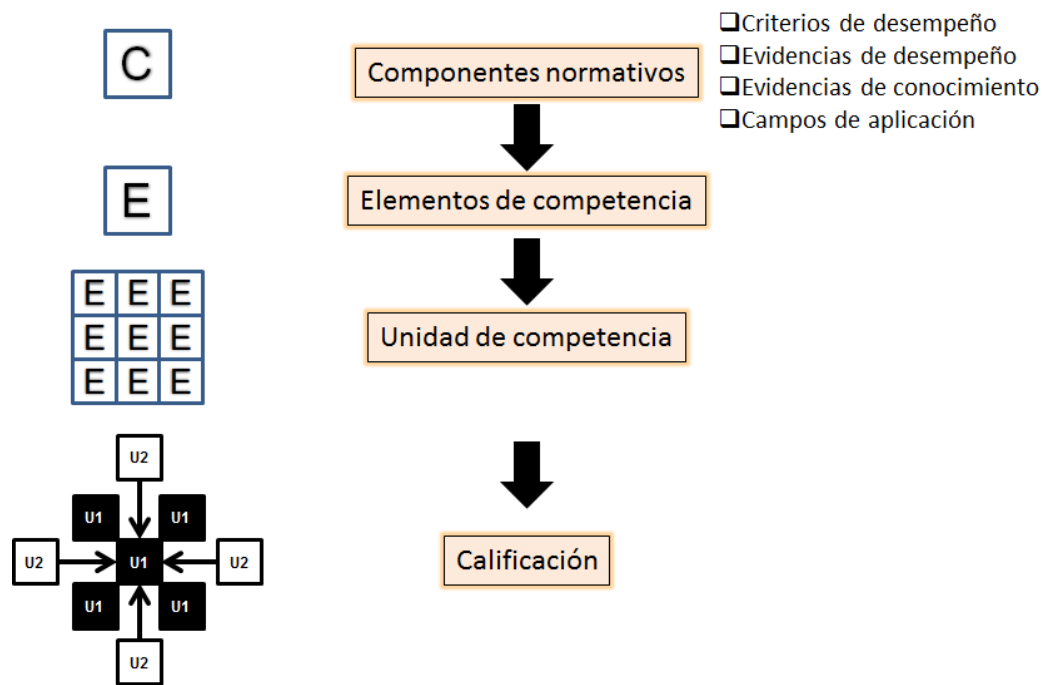 C
Componentes normativos
❑Criterios de desempeño
❑Evidencias de desempeño
❑Evidencias de conocimiento
❑Campos de aplicación
E
Elementos de competencia
E E E
E E E
E E E
Unidad de competencia
U2
U1 U1
U2 U1 U2
U1 U1
U2
Calificación